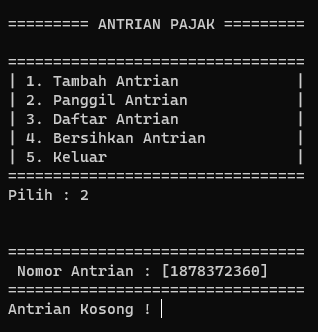 ========= ANTRIAN PAJAK =========
=================================
| 1. Tambah Antrian             |
| 2. Panggil Antrian            |
| 3. Daftar Antrian             |
| 4. Bersihkan Antrian          |
| 5. Keluar                     |
=================================
Pilih : 2
=================================
 Nomor Antrian : [1878372360]
=================================
Antrian Kosong !